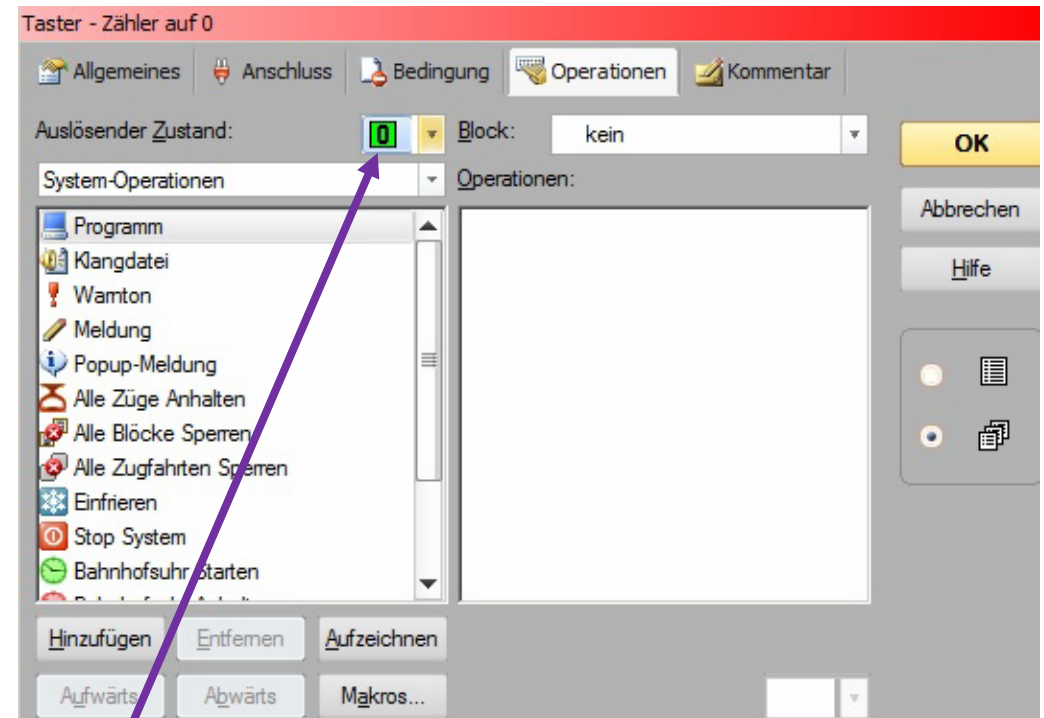 Taster - Zähler auf 0
Allgemeines Anschluss Bedingung Operationen Kommentar
Auslösender Zustand: 0 Block: kein
OK
System-Operationen Operationen:
Abbrechen
Programm
Klangdatei
Hilfe
Warnton
Meldung
Popup-Meldung
Alle Züge Anhalten
Alle Blöcke Sperren
Alle Zugfahrten Sperren
Einfrieren
Stop System
Bahnhofsuhr Starten
Hinzufügen Entfernen Aufzeichnen
Aufwärts Abwärts Makros...